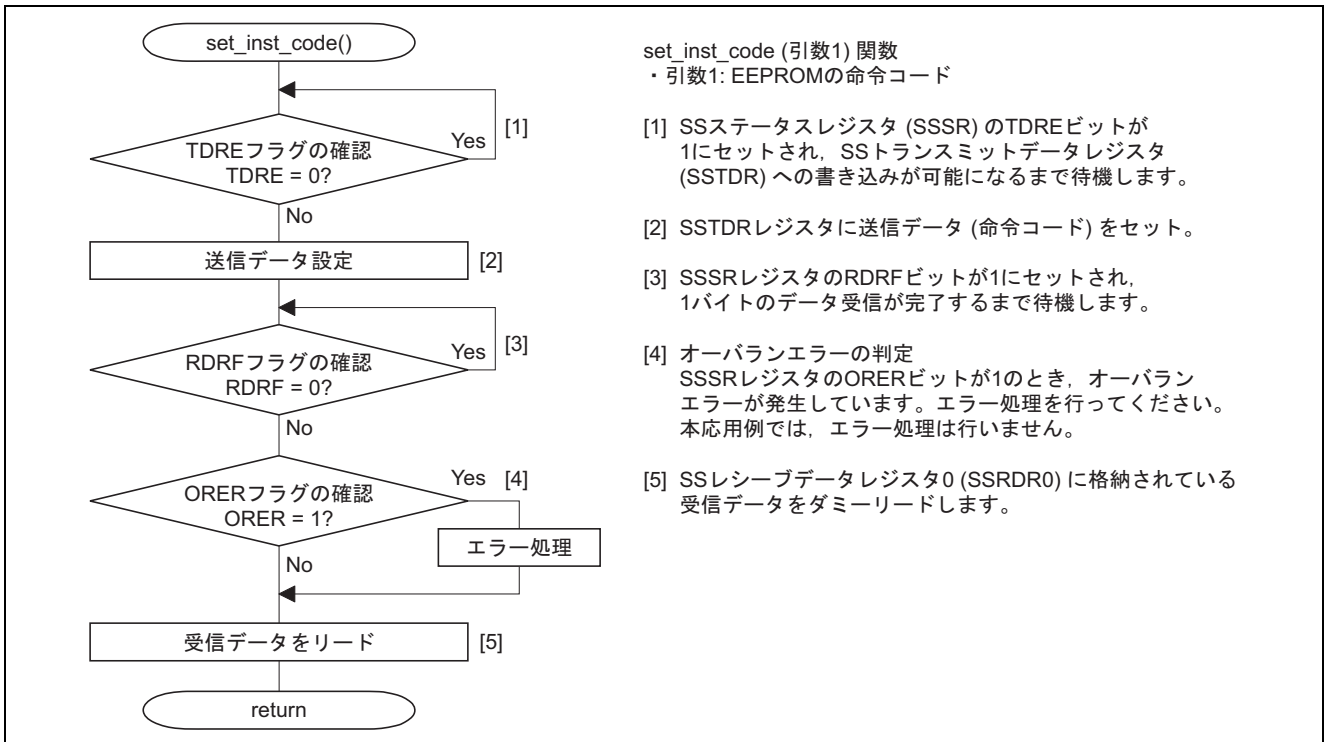 set_inst_code()
Yes
[1]
TDREフラグの確認
TDRE = 0?
No
送信データ設定
[2]
Yes
[3]
RDRFフラグの確認
RDRF = 0?
No
Yes
[4]
ORERフラグの確認
ORER = 1?
エラー処理
No
受信データをリード
[5]
return
set_inst_code (引数1) 関数
・引数1: EEPROMの命令コード
[1] SSステータスレジスタ (SSSR) のTDREビットが
1にセットされ，SSトランスミットデータレジスタ
(SSTDR) への書き込みが可能になるまで待機します。
[2] SSTDRレジスタに送信データ (命令コード) をセット。
[3] SSSRレジスタのRDRFビットが1にセットされ，
1バイトのデータ受信が完了するまで待機します。
[4] オーバランエラーの判定
SSSRレジスタのORERビットが1のとき，オーバラン
エラーが発生しています。エラー処理を行ってください。
本応用例では，エラー処理は行いません。
[5] SSレシーブデータレジスタ0 (SSRDR0) に格納されている
受信データをダミーリードします。